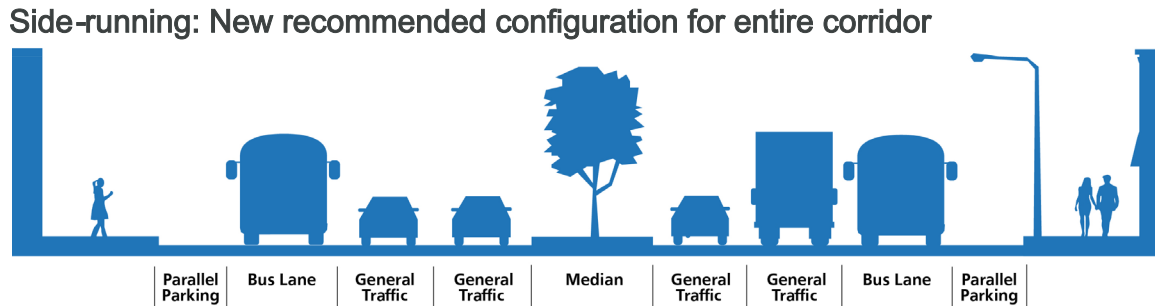 Side-running: New recommended configuration for entire corridor
Parallel
Parking
Bus Lane
General
Traffic
General
Traffic
Median
General
Traffic
General
Traffic
Bus Lane
Parallel
Parking